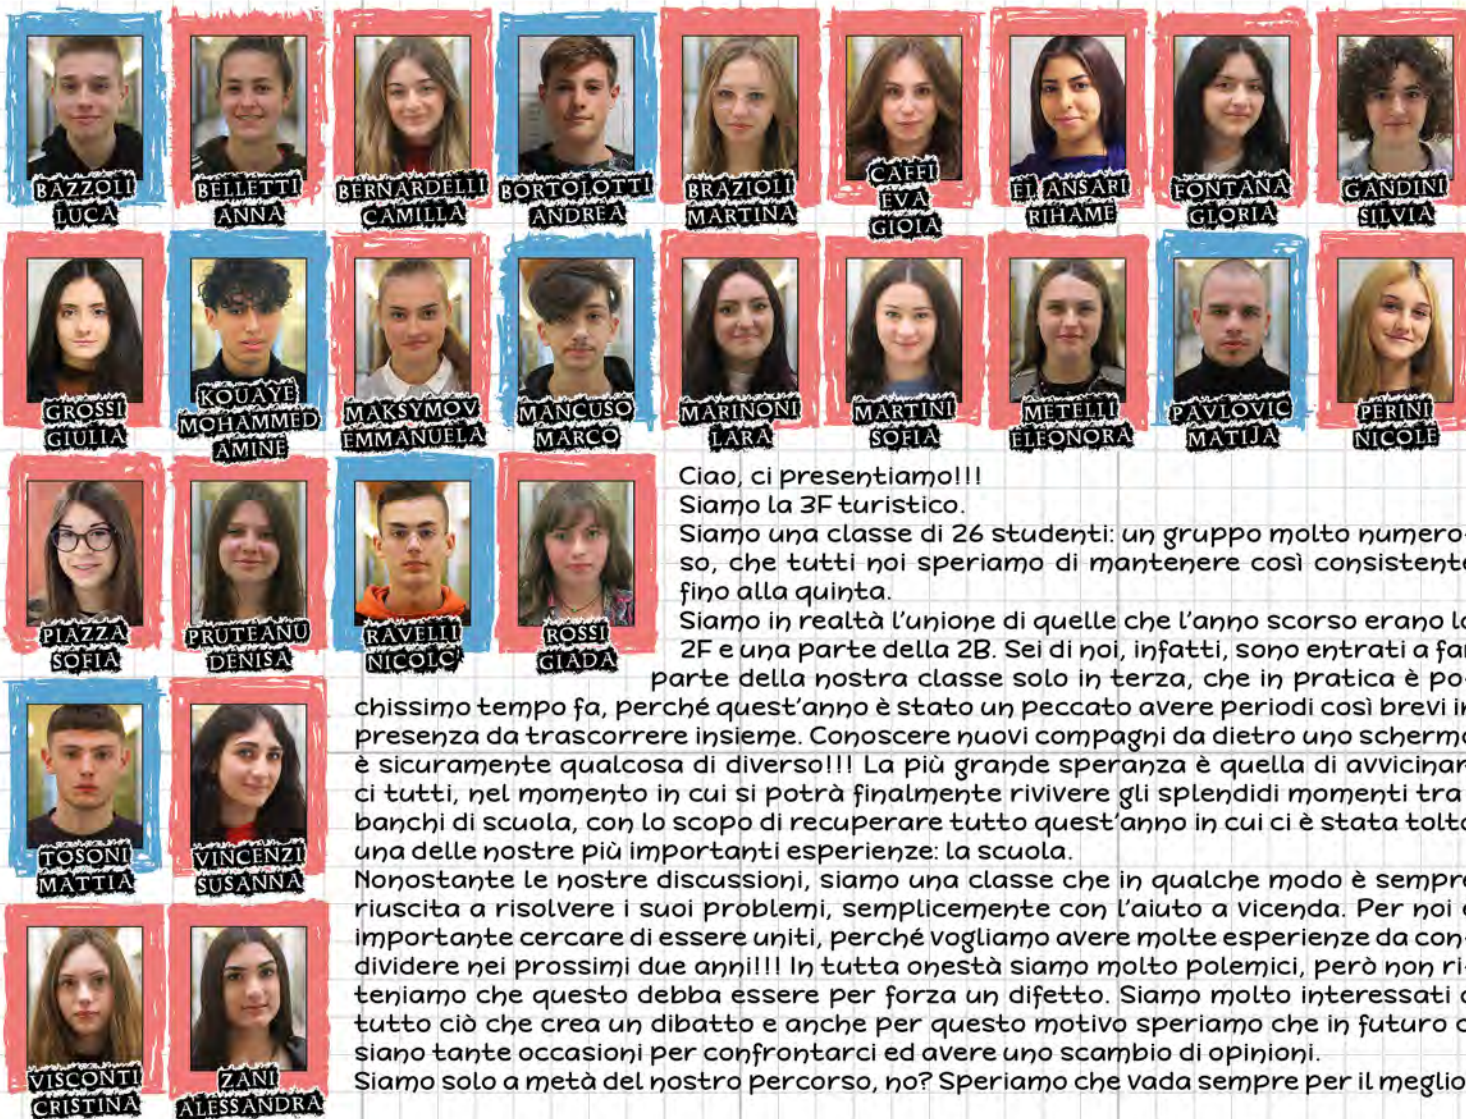 BAZZOLI
LUCA
BELLETTI
ANNA
BERNARDELLI
CAMILLA
BORTOLOTTI
ANDREA
BRAZIOLI
MARTINA
CAFFI
EVA
GIOIA
EL ANSARI
RIHAME
FONTANA
GLORIA
GANDINI
SILVIA
GROSSI
GIULIA
KOUAYE
MOHAMMED
AMINE
MAKSYMOV
EMMANUELA
MANCUSO
MARCO
MARINONI
LARA
MARTINI
SOFIA
METELLI
ELEONORA
PAVLOVIC
MATIJA
PERINI
NICOLE
PIAZZA
SOFIA
PRUTEANU
DENISA
RAVELLI
NICOLO'
ROSSI
GIADA
Ciao, ci presentiamo!!!
Siamo la 3F turistico.
Siamo una classe di 26 studenti: un gruppo molto numero-
so, che tutti noi speriamo di mantenere così consistente
fino alla quinta.
Siamo in realtà l'unione di quelle che l'anno scorso erano la
2F e una parte della 2B. Sei di noi, infatti, sono entrati a far
parte della nostra classe solo in terza, che in pratica è po-
chissimo tempo fa, perché quest'anno è stato un peccato avere periodi così brevi in
presenza da trascorrere insieme. Conoscere nuovi compagni da dietro uno schermo
è sicuramente qualcosa di diverso!!! La più grande speranza è quella di avvicinar-
ci tutti, nel momento in cui si potrà finalmente rivivere gli splendidi momenti tra
banchi di scuola, con lo scopo di recuperare tutto quest'anno in cui ci è stata tolta
una delle nostre più importanti esperienze: la scuola.
Nonostante le nostre discussioni, siamo una classe che in qualche modo è sempre
riuscita a risolvere i suoi problemi, semplicemente con l'aiuto a vicenda. Per noi è
importante cercare di essere uniti, perché vogliamo avere molte esperienze da con-
dividere nei prossimi due anni!!! In tutta onestà siamo molto polemici, però non ri-
teniamo che questo debba essere per forza un difetto. Siamo molto interessati a
tutto ciò che crea un dibatto e anche per questo motivo speriamo che in futuro ci
siano tante occasioni per confrontarci ed avere uno scambio di opinioni.
Siamo solo a metà del nostro percorso, no? Speriamo che vada sempre per il meglio
TOSONI
MATTIA
VINCENZI
SUSANNA
VISCONTI
CRISTINA
ZANI
ALESSANDRA